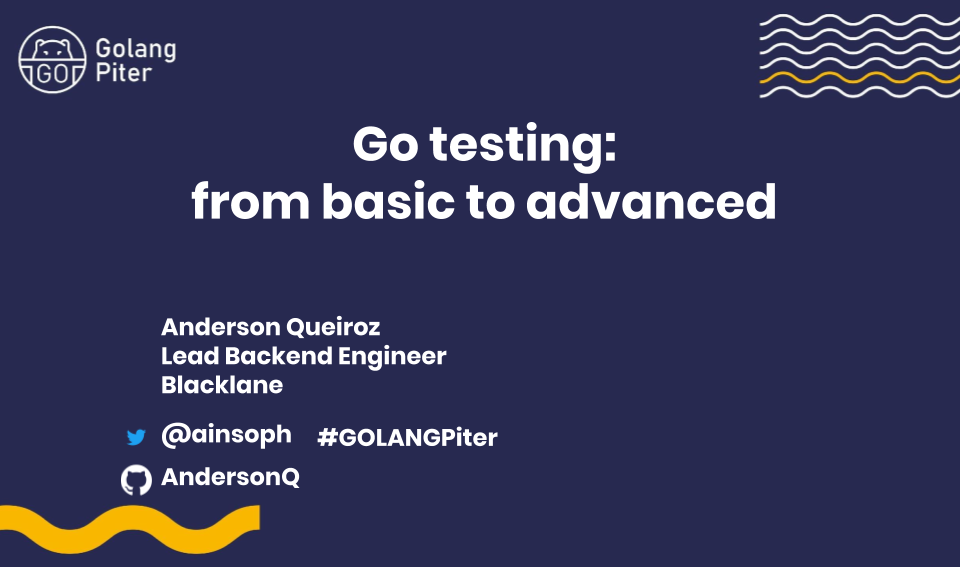 GO
Golang
Piter
Go testing:
from basic to advanced
Anderson Queiroz
Lead Backend Engineer
Blacklane
@ainsoph #GOLANGPiter
AndersonQ